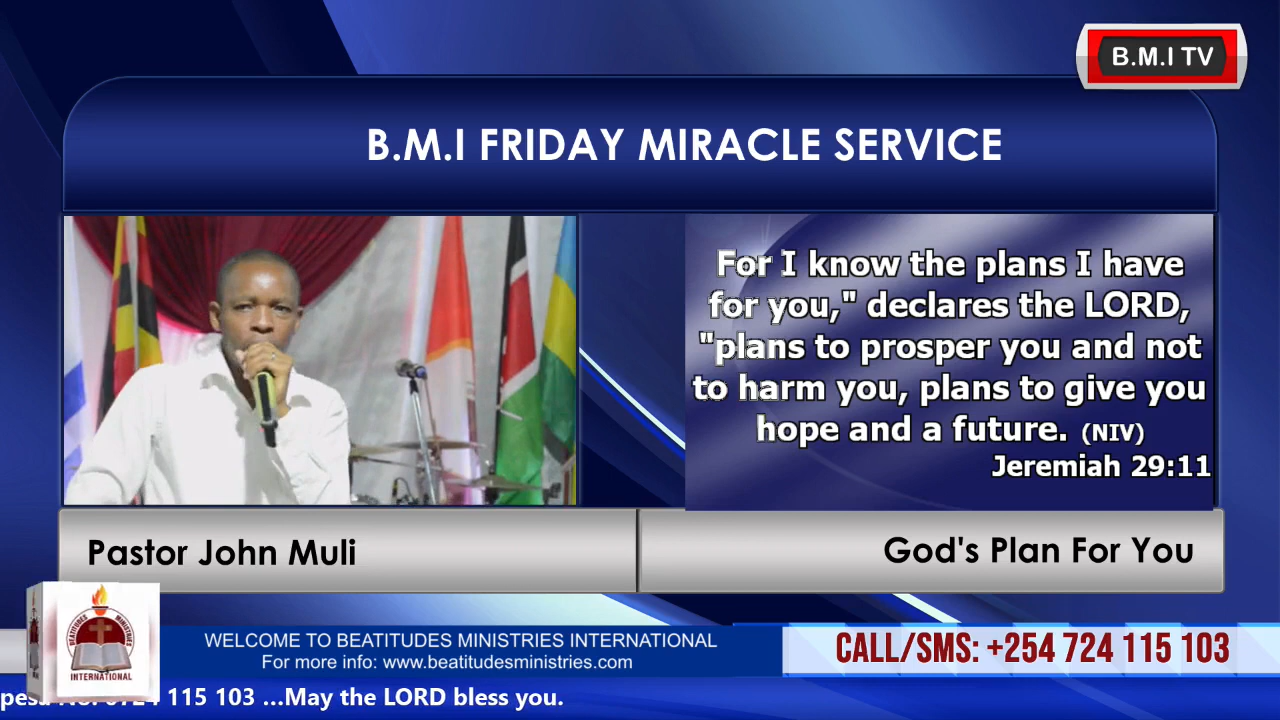 B.M.I TV
B.M.I FRIDAY MIRACLE SERVICE
For I know the plans I have
for you," declares the LORD,
"plans to prosper you and not
to harm you, plans to give you
hope and a future. (NIV)
Jeremiah 29:11
Pastor John Muli
God's Plan For You
BEATITUDES MINISTRIES
INTERNATIONAL
WELCOME TO BEATITUDES MINISTRIES INTERNATIONAL
For more info: www.beatitudesministries.com
CALL/SMS: +254 724 115 103
115 103 ...May the LORD bless you.